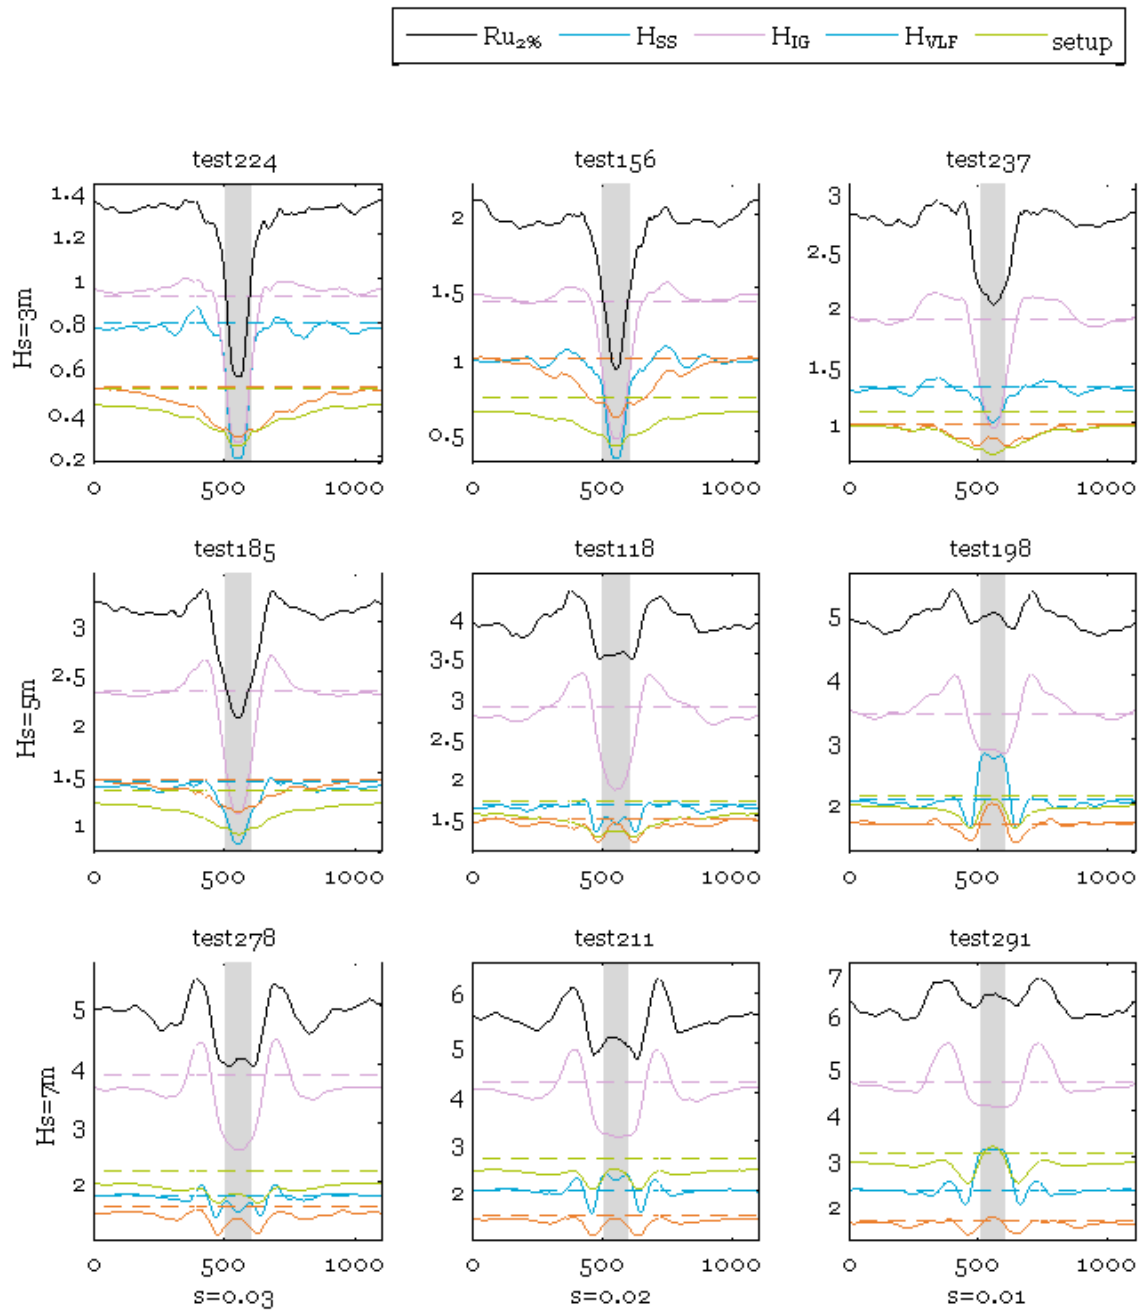 Ru2% HSS HIG HVLF setup
test224 test156 test237
Hs=3m
1.4
1.2
1
0.8
0.6
0.4
0.2
0 500 1000
2
1.5
1
0.5
0 500 1000
3
2.5
2
1.5
1
0 500 1000
test185 test118 test198
Hs=5m
3
2.5
2
1.5
1
0 500 1000
4
3.5
3
2.5
2
1.5
0 500 1000
5
4
3
2
0 500 1000
test278 test211 test291
Hs=7m
5
4
3
2
0 500 1000
s=0.03
6
5
4
3
2
0 500 1000
s=0.02
7
6
5
4
3
2
0 500 1000
s=0.01